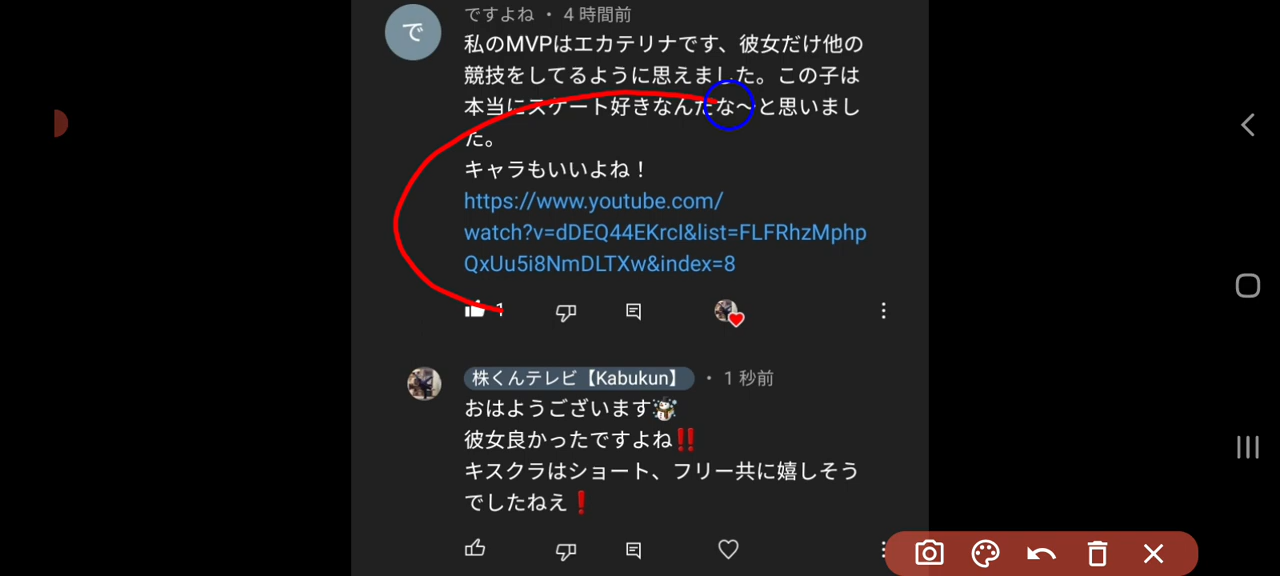 で
ですよね ・ 4 時間前
私のMVPはエカテリナです、彼女だけ他の
競技をしてるように思えました。この子は
本当にスケート好きなんだな〜と思いまし
た。
キャラもいいよね！
https://www.youtube.com/
watch?v=dDEQ44EKrcI&list=FLFRhzMphp
QxUu5i8NmDLTXw&index=8
1
株くんテレビ【Kabukun】 ・ 1 秒前
おはようございます☃
彼女良かったですよね‼
キスクラはショート、フリー共に嬉しそう
でしたねえ❗